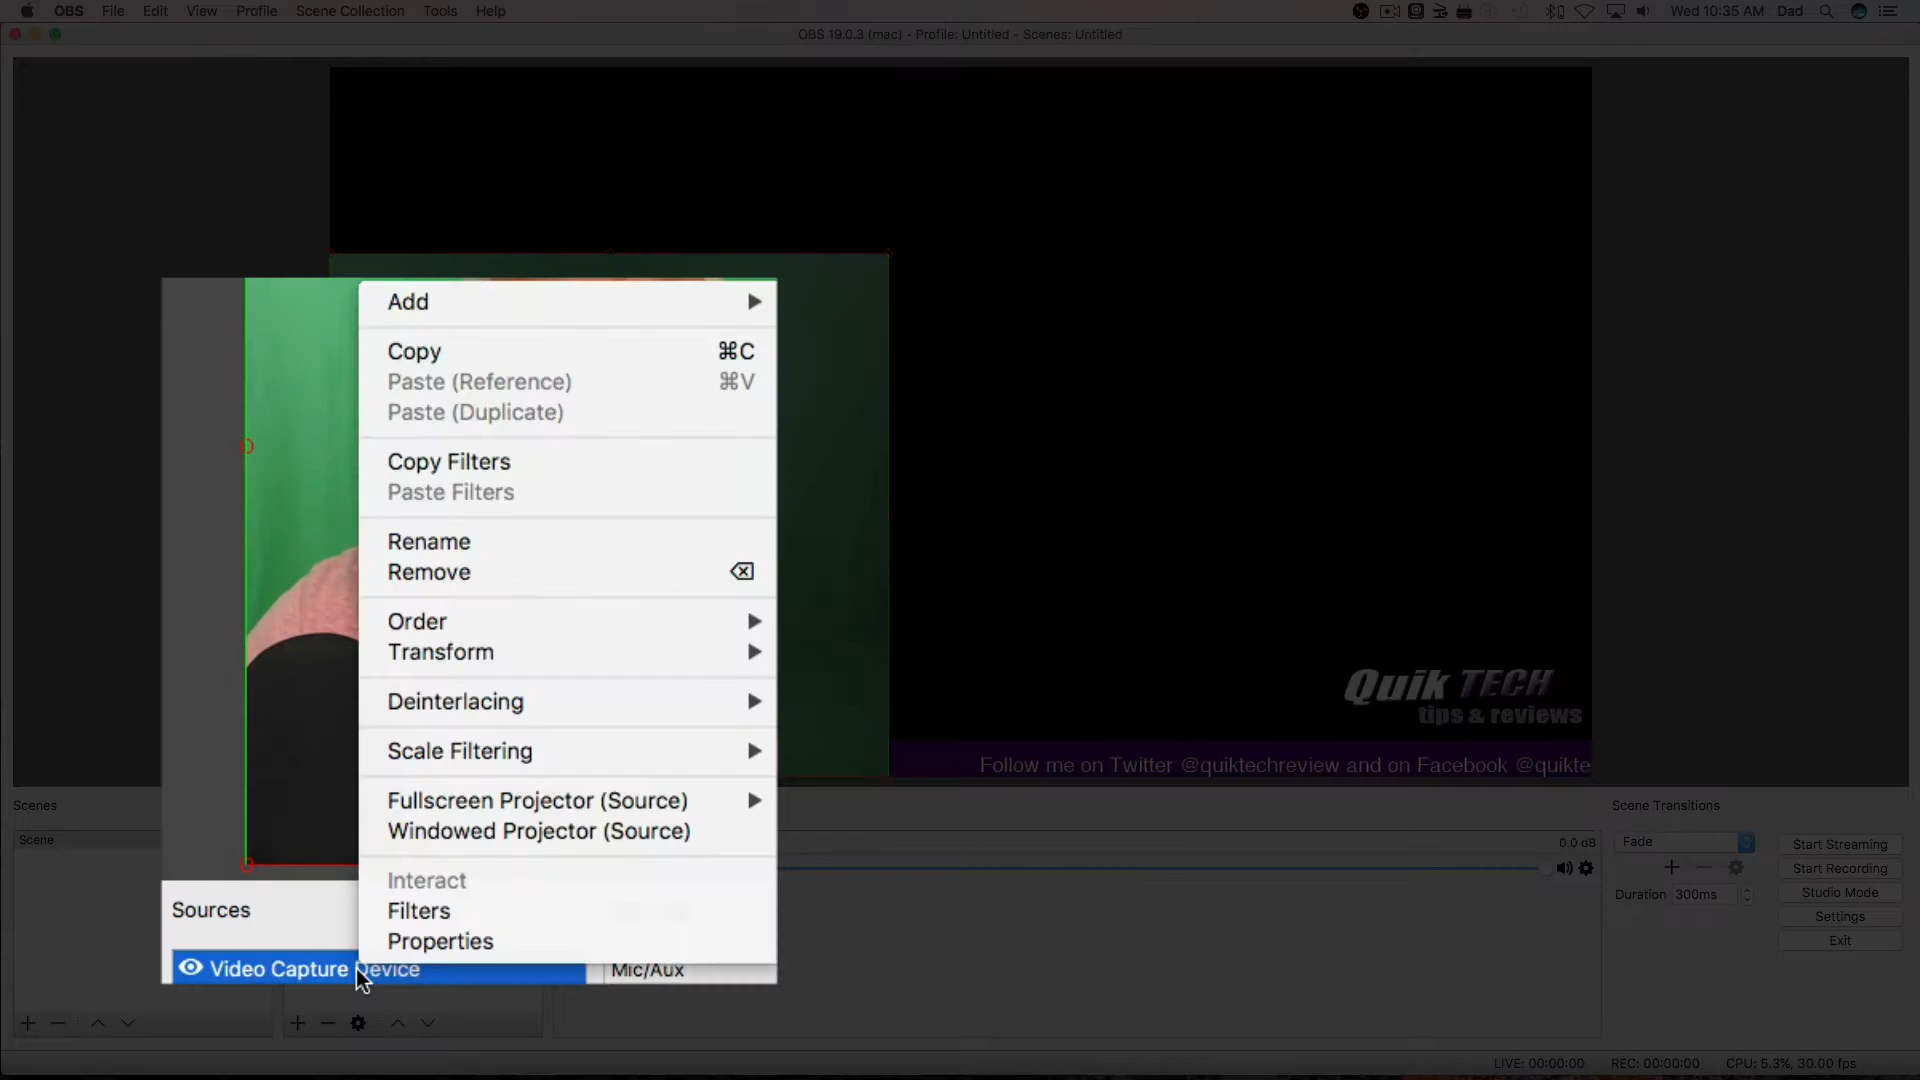 OBS File Edit View Profile Scene Collection Tools Help Wed 10:35 AM Dad
OBS 19.0.3 (mac) - Profile: Untitled - Scenes: Untitled
Add
Copy ⌘C
Paste (Reference) ⌘V
Paste (Duplicate)
Copy Filters
Paste Filters
Rename
Remove
Order
Transform
Deinterlacing
Scale Filtering
Fullscreen Projector (Source)
Windowed Projector (Source)
Interact
Filters
Properties
Sources
Video Capture Device
Mic/Aux
Quik TECH
tips & reviews
Follow me on Twitter @quiktechreview and on Facebook @quikte
Scenes
Scene
0.0 dB
Scene Transitions
Fade
Duration 300ms
Start Streaming
Start Recording
Studio Mode
Settings
Exit
LIVE: 00:00:00 REC: 00:00:00 CPU: 5.3%, 30.00 fps